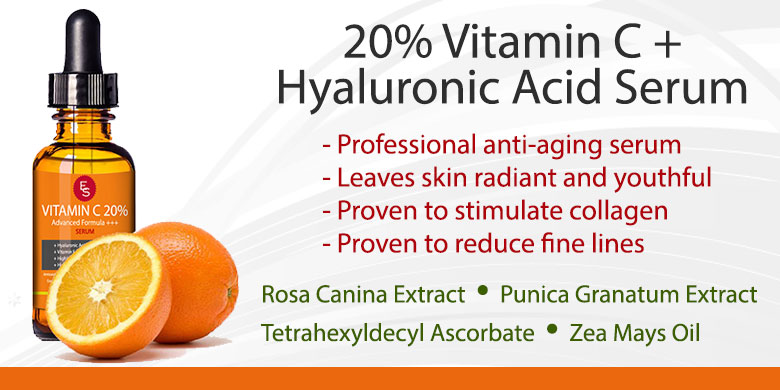 20% Vitamin C +
Hyaluronic Acid Serum
- Professional anti-aging serum
- Leaves skin radiant and youthful
- Proven to stimulate collagen
- Proven to reduce fine lines
Rosa Canina Extract • Punica Granatum Extract
Tetrahexyldecyl Ascorbate • Zea Mays Oil
ES
VITAMIN C 20%
Advanced Formula +++
SERUM
+ Hyaluronic
+ Vitamin